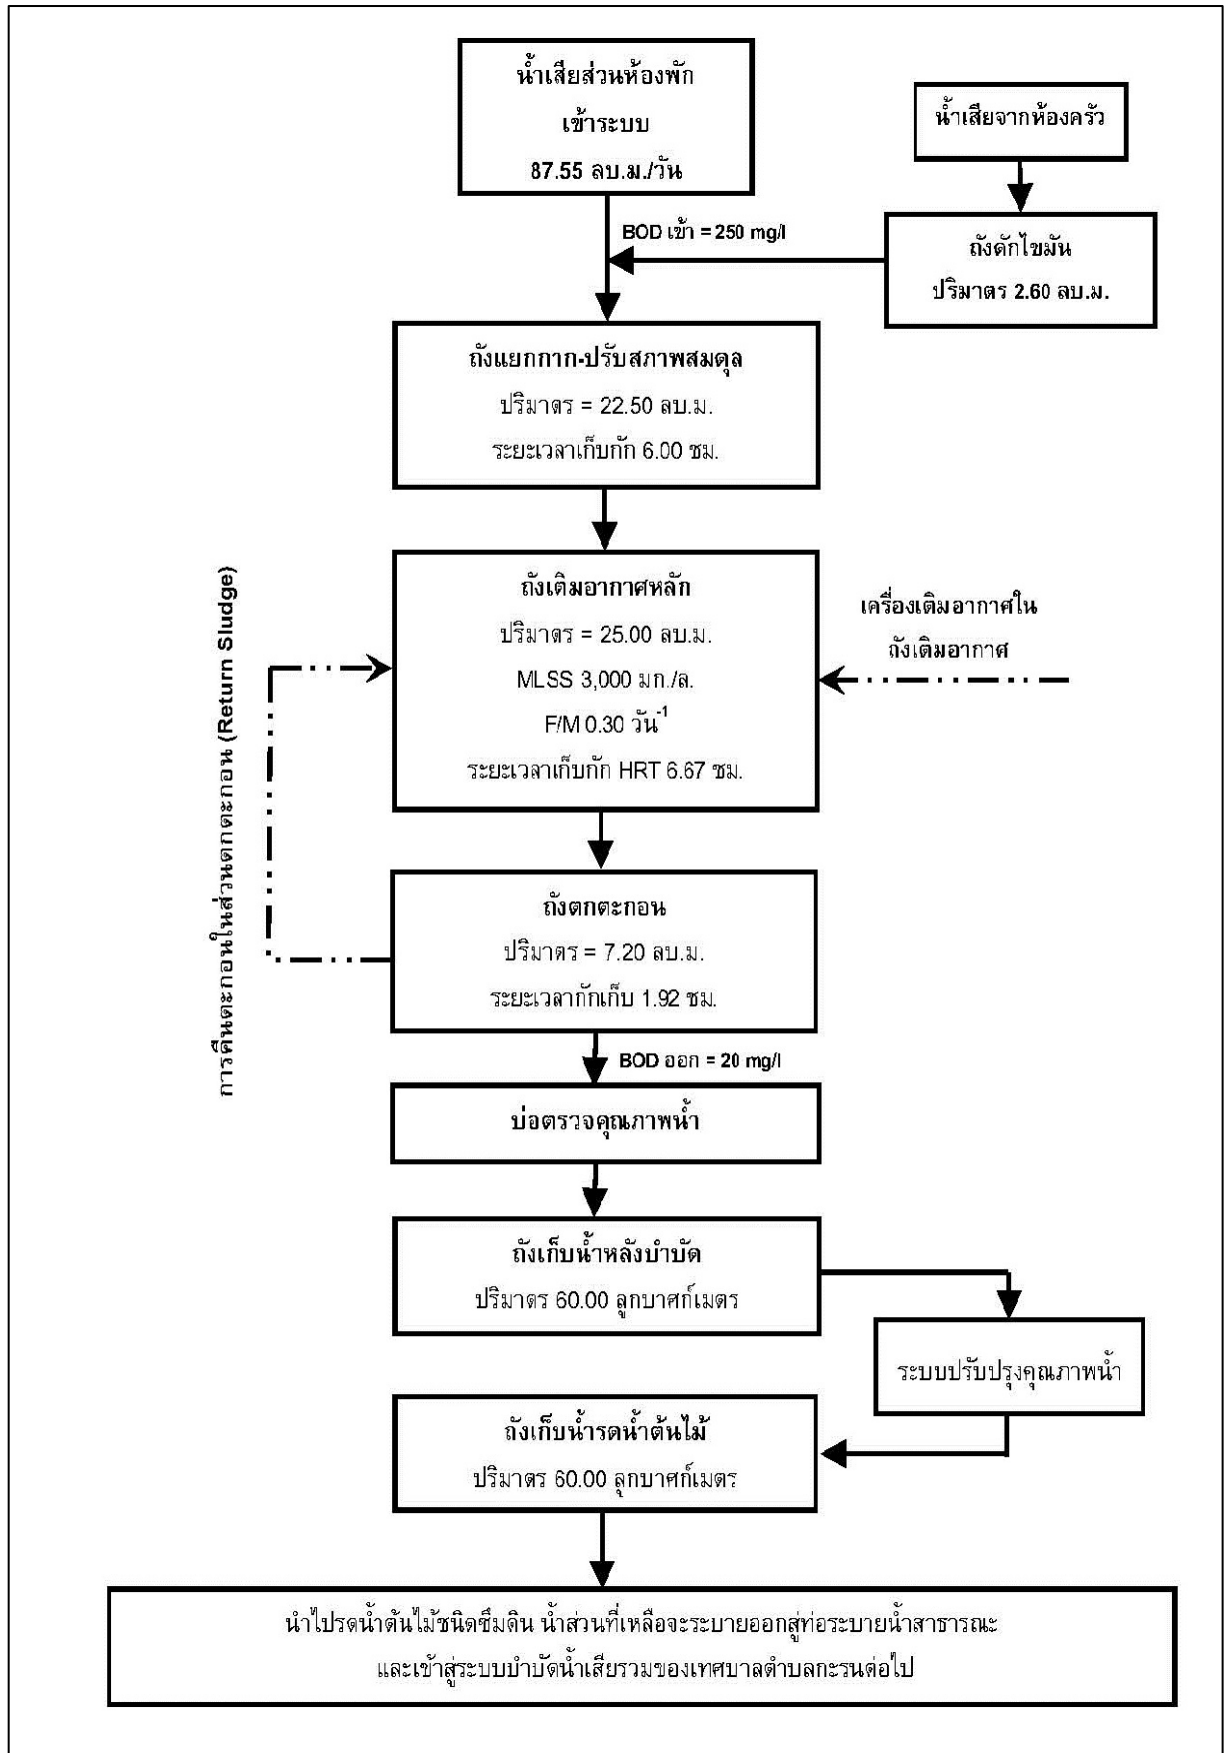 น้ำเสียส่วนห้องพัก
เข้าระบบ
87.55 ลบ.ม./วัน
น้ำเสียจากห้องครัว
BOD เข้า = 250 mg/l
ถังดักไขมัน
ปริมาตร 2.60 ลบ.ม.
ถังแยกกาก-ปรับสภาพสมดุล
ปริมาตร = 22.50 ลบ.ม.
ระยะเวลาเก็บกัก 6.00 ชม.
ถังเติมอากาศหลัก
ปริมาตร = 25.00 ลบ.ม.
MLSS 3,000 มก./ล.
F/M 0.30 วัน⁻¹
ระยะเวลาเก็บกัก HRT 6.67 ชม.
เครื่องเติมอากาศใน
ถังเติมอากาศ
การคืนตะกอนในส่วนตกตะกอน (Return Sludge)
ถังตกตะกอน
ปริมาตร = 7.20 ลบ.ม.
ระยะเวลากักเก็บ 1.92 ชม.
BOD ออก = 20 mg/l
บ่อตรวจคุณภาพน้ำ
ถังเก็บน้ำหลังบำบัด
ปริมาตร 60.00 ลูกบาศก์เมตร
ระบบปรับปรุงคุณภาพน้ำ
ถังเก็บน้ำรดน้ำต้นไม้
ปริมาตร 60.00 ลูกบาศก์เมตร
นำไปรดน้ำต้นไม้ชนิดซึมดิน น้ำส่วนที่เหลือจะระบายออกสู่ท่อระบายน้ำสาธารณะ
และเข้าสู่ระบบบำบัดน้ำเสียรวมของเทศบาลตำบลกะรนต่อไป